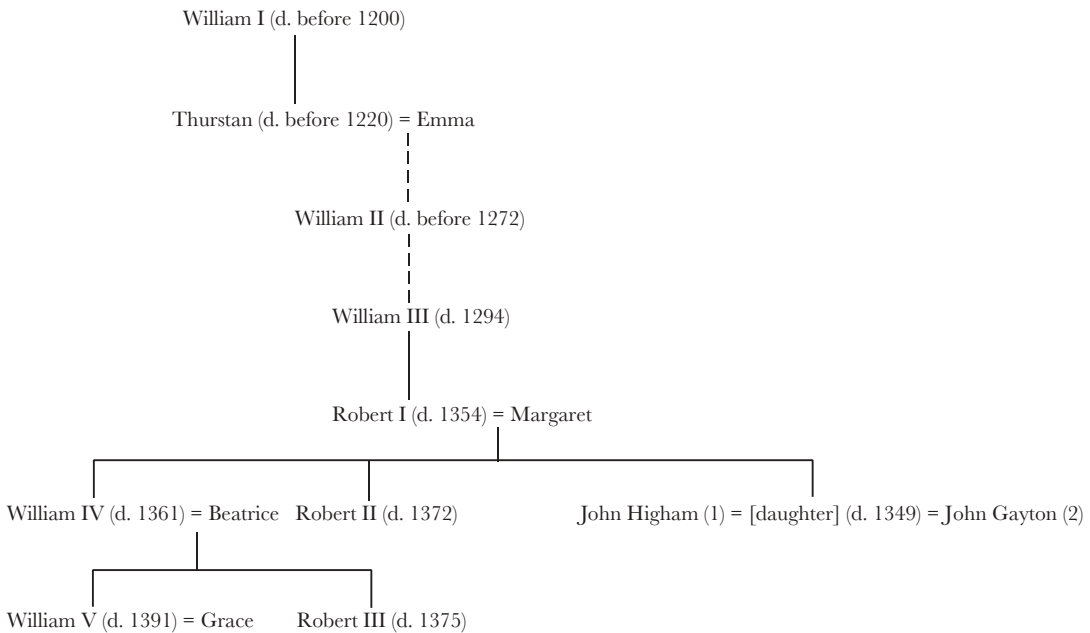 William I (d. before 1200)
Thurstan (d. before 1220) = Emma
William II (d. before 1272)
William III (d. 1294)
Robert I (d. 1354) = Margaret
William IV (d. 1361) = Beatrice Robert II (d. 1372) John Higham (1) = [daughter] (d. 1349) = John Gayton (2)
William V (d. 1391) = Grace Robert III (d. 1375)